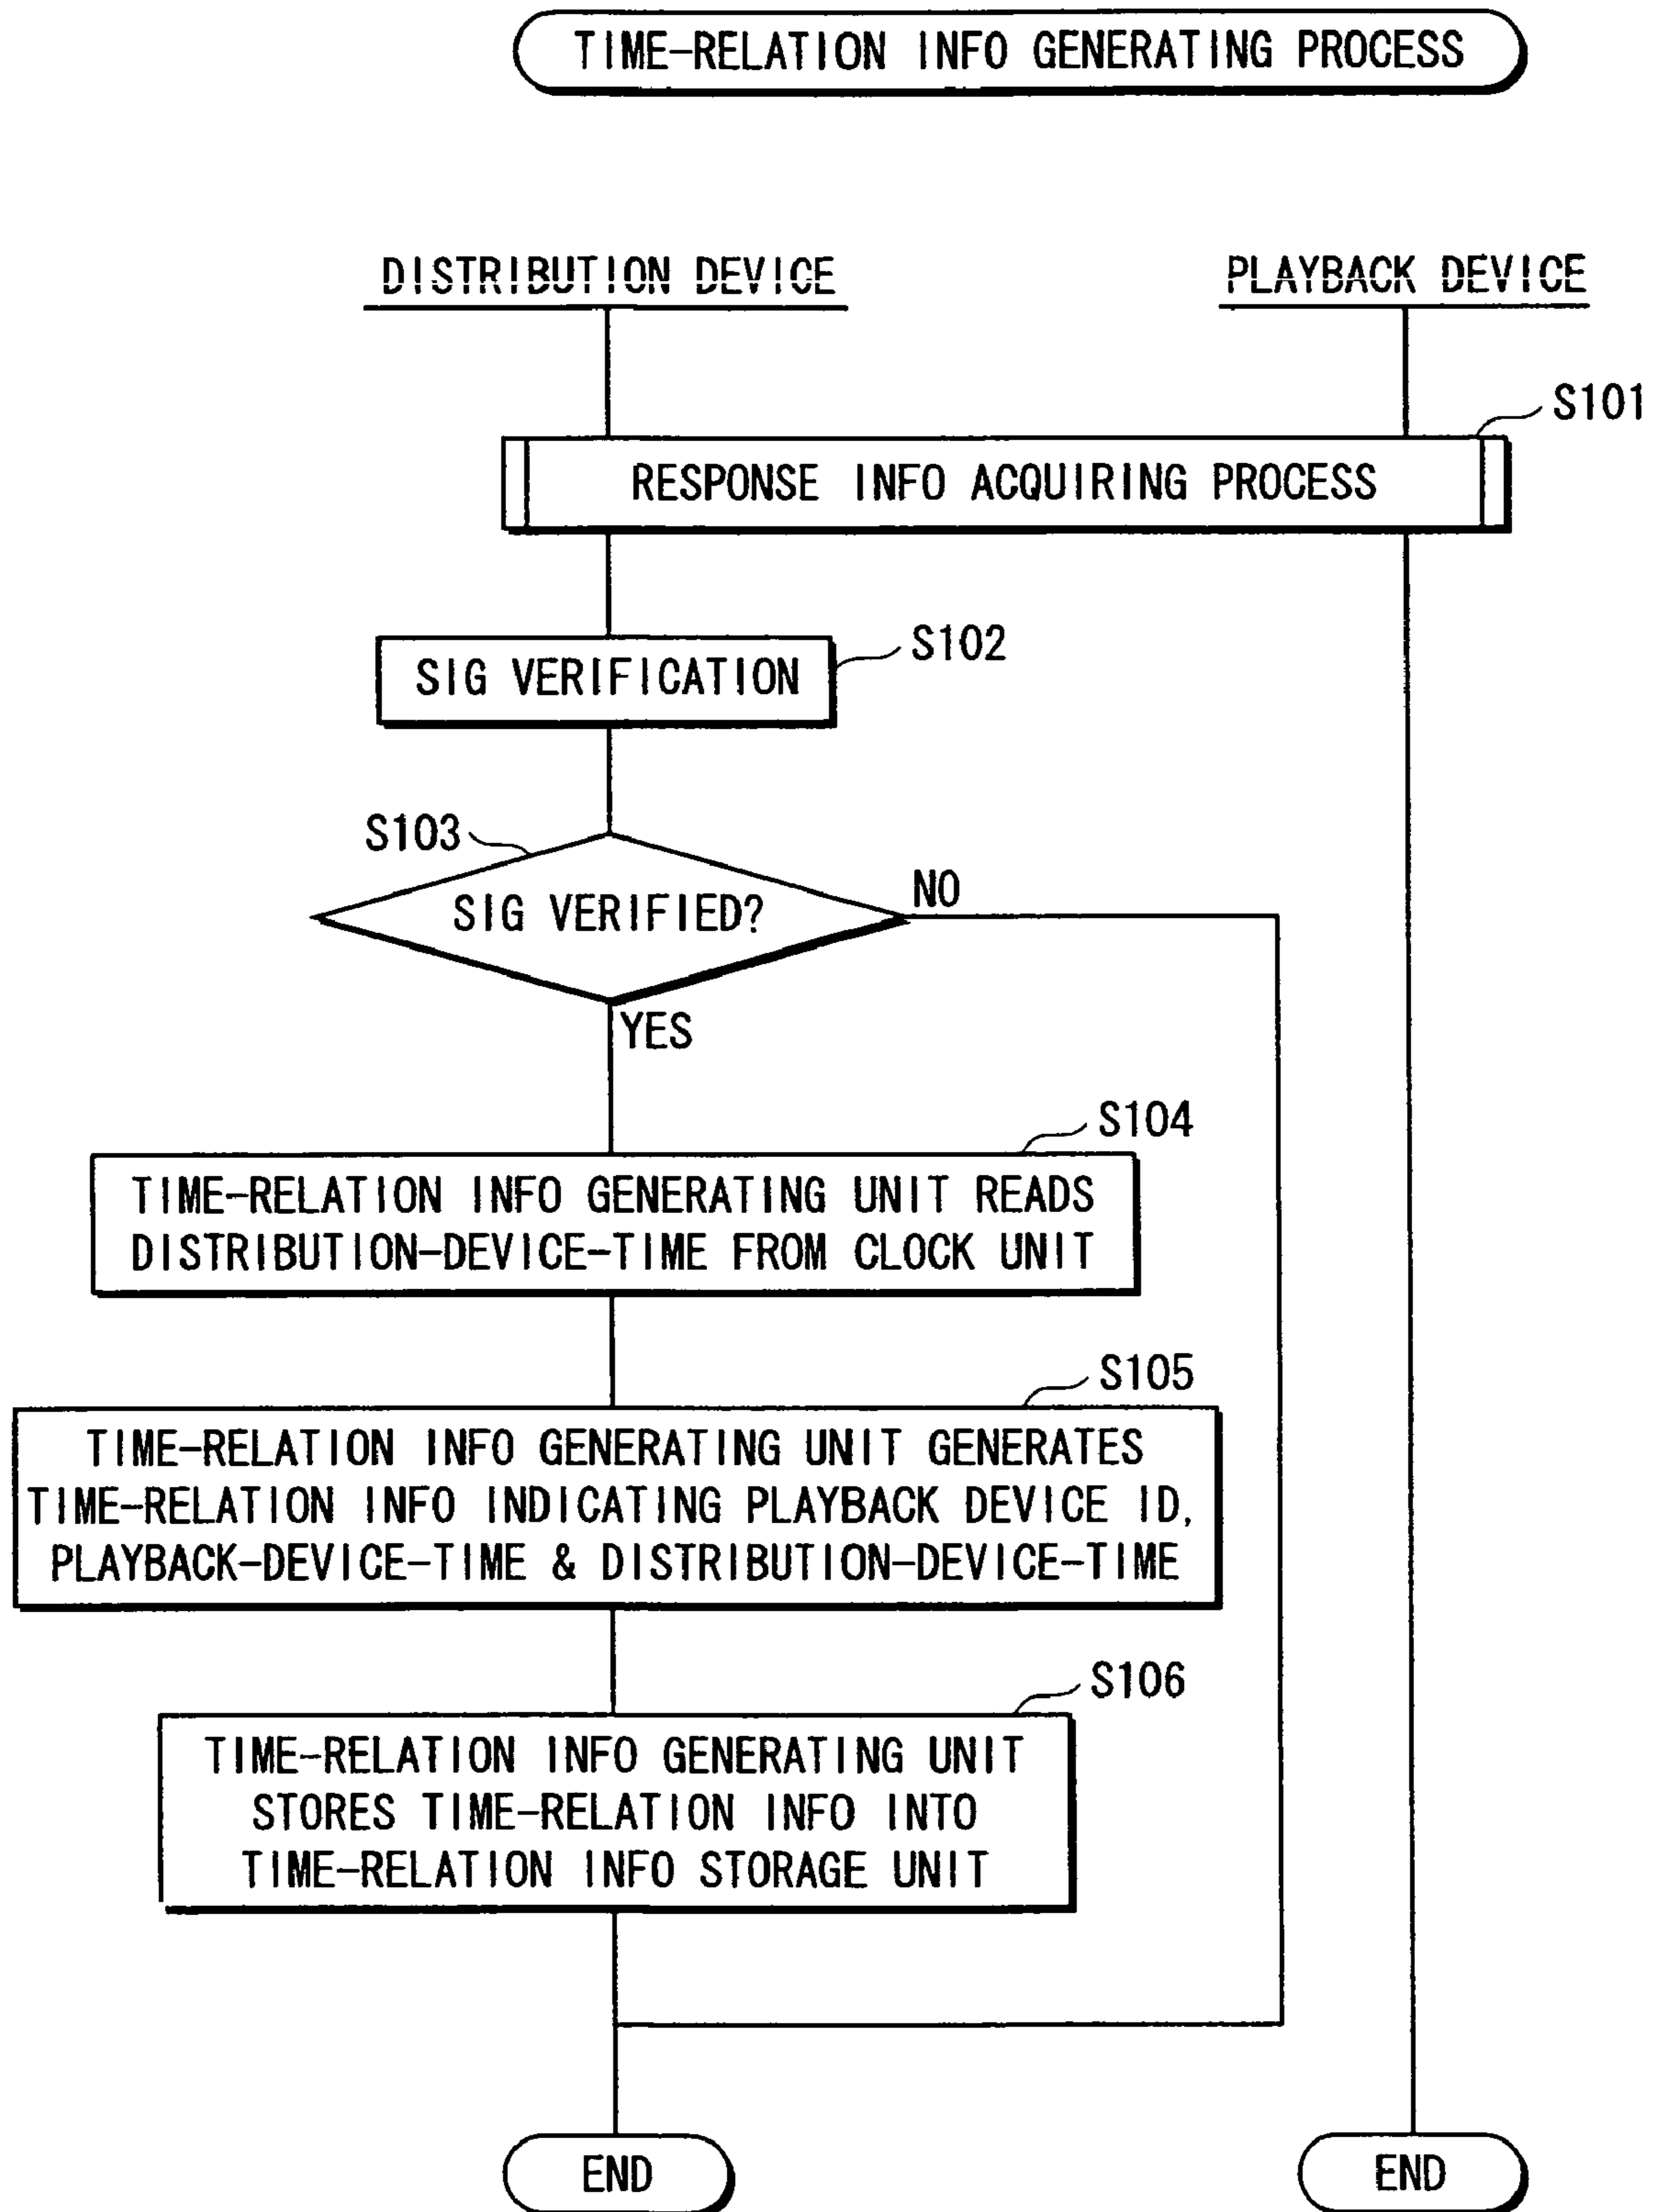 TIME-RELATION INFO GENERATING PROCESS
DISTRIBUTION DEVICE
PLAYBACK DEVICE
S101
RESPONSE INFO ACQUIRING PROCESS
S102
SIG VERIFICATION
S103
SIG VERIFIED?
NO
YES
S104
TIME-RELATION INFO GENERATING UNIT READS
DISTRIBUTION-DEVICE-TIME FROM CLOCK UNIT
S105
TIME-RELATION INFO GENERATING UNIT GENERATES
TIME-RELATION INFO INDICATING PLAYBACK DEVICE ID,
PLAYBACK-DEVICE-TIME & DISTRIBUTION-DEVICE-TIME
S106
TIME-RELATION INFO GENERATING UNIT
STORES TIME-RELATION INFO INTO
TIME-RELATION INFO STORAGE UNIT
END
END